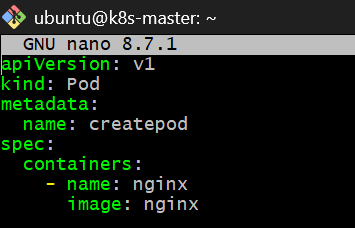 ubuntu@k8s-master: ~
GNU nano 8.7.1
apiVersion: v1
kind: Pod
metadata:
  name: createpod
spec:
  containers:
    - name: nginx
      image: nginx